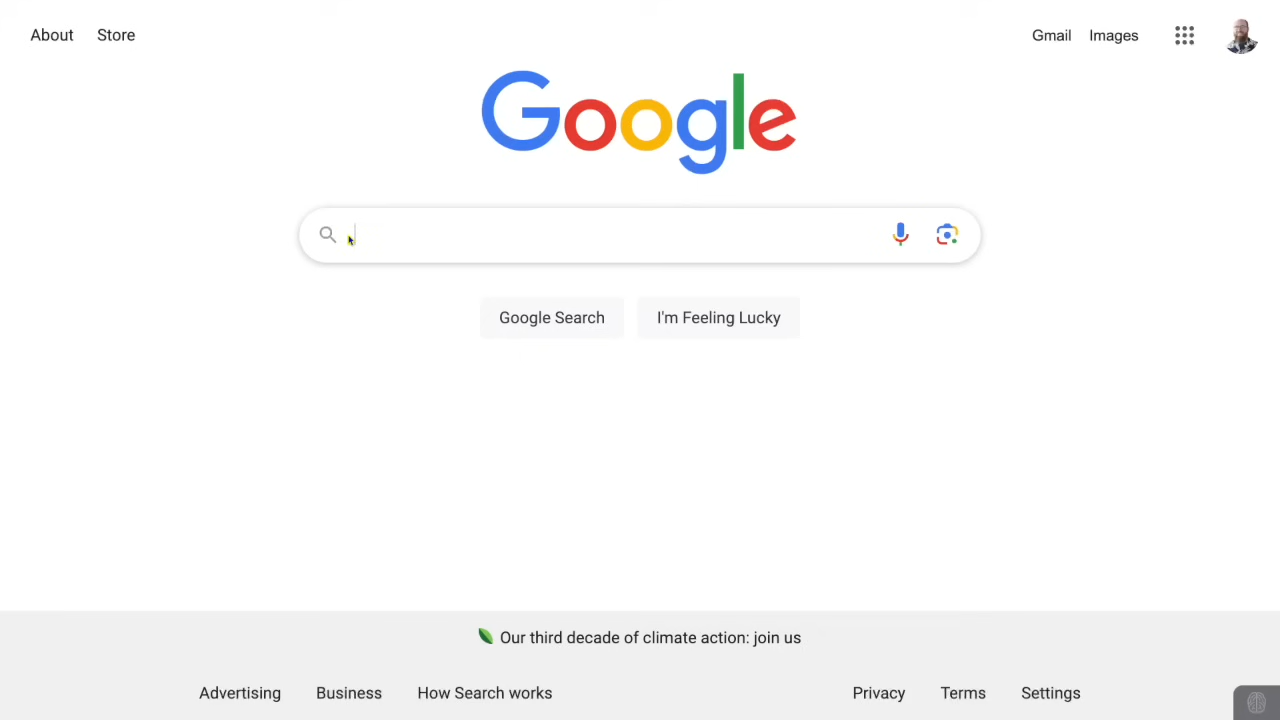 About Store
Gmail Images
Google
Google Search
I'm Feeling Lucky
Our third decade of climate action: join us
Advertising Business How Search works
Privacy Terms Settings